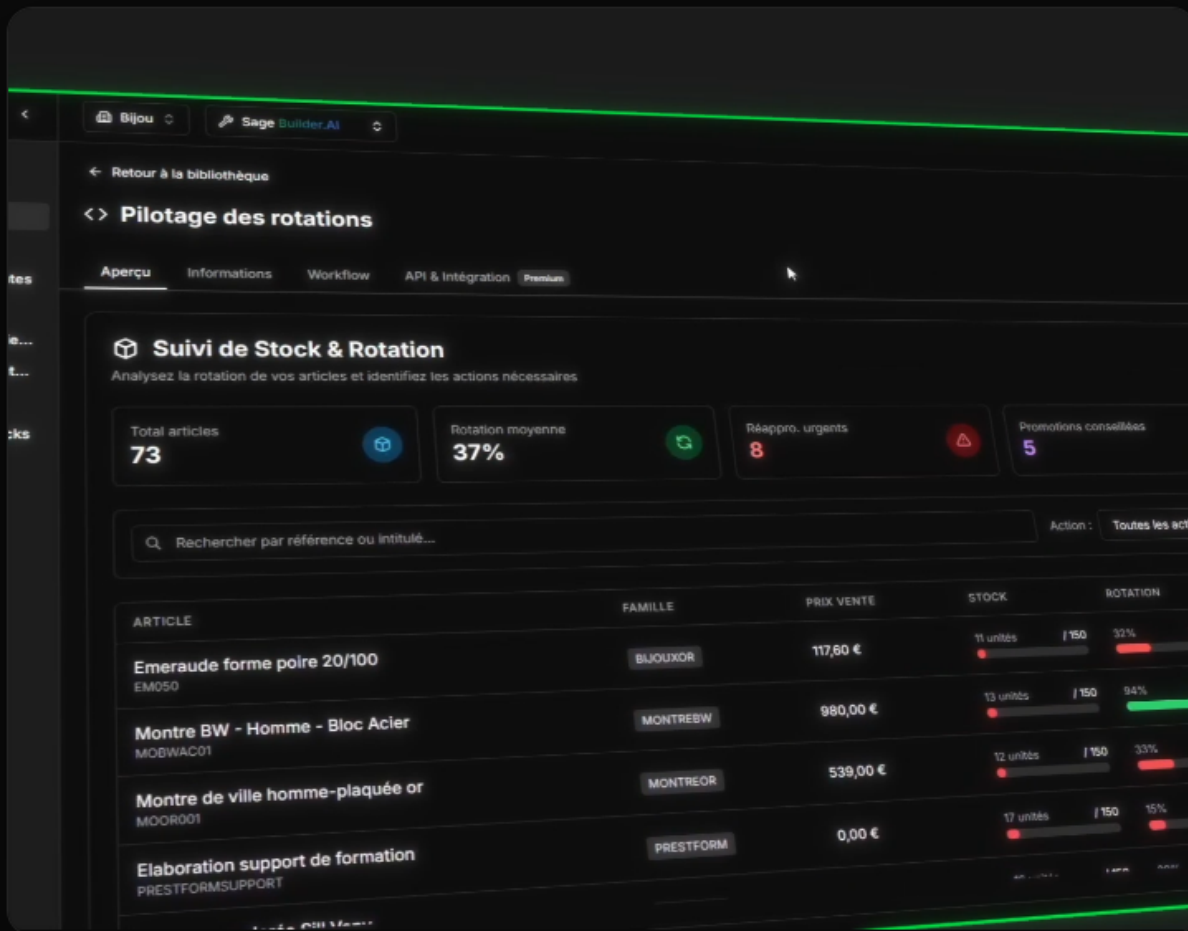 Bijou
Sage Builder.AI
Retour à la bibliothèque
Pilotage des rotations
Aperçu Informations Workflow API & Intégration Premium
tes
e...
t...
cks
Suivi de Stock & Rotation
Analysez la rotation de vos articles et identifiez les actions nécessaires
Total articles
73
Rotation moyenne
37%
Réappro. urgents
8
Promotions conseillées
5
Rechercher par référence ou intitulé...
Action : Toutes les act
ARTICLE FAMILLE PRIX VENTE STOCK ROTATION
Emeraude forme poire 20/100
EM050
BIJOUXOR
117,60 €
11 unités / 150
32%
Montre BW - Homme - Bloc Acier
MOBWAC01
MONTREBW
980,00 €
13 unités / 150
94%
Montre de ville homme-plaquée or
MOOR001
MONTREOR
539,00 €
12 unités / 150
33%
Elaboration support de formation
PRESTFORMSUPPORT
PRESTFORM
0,00 €
17 unités / 150
15%